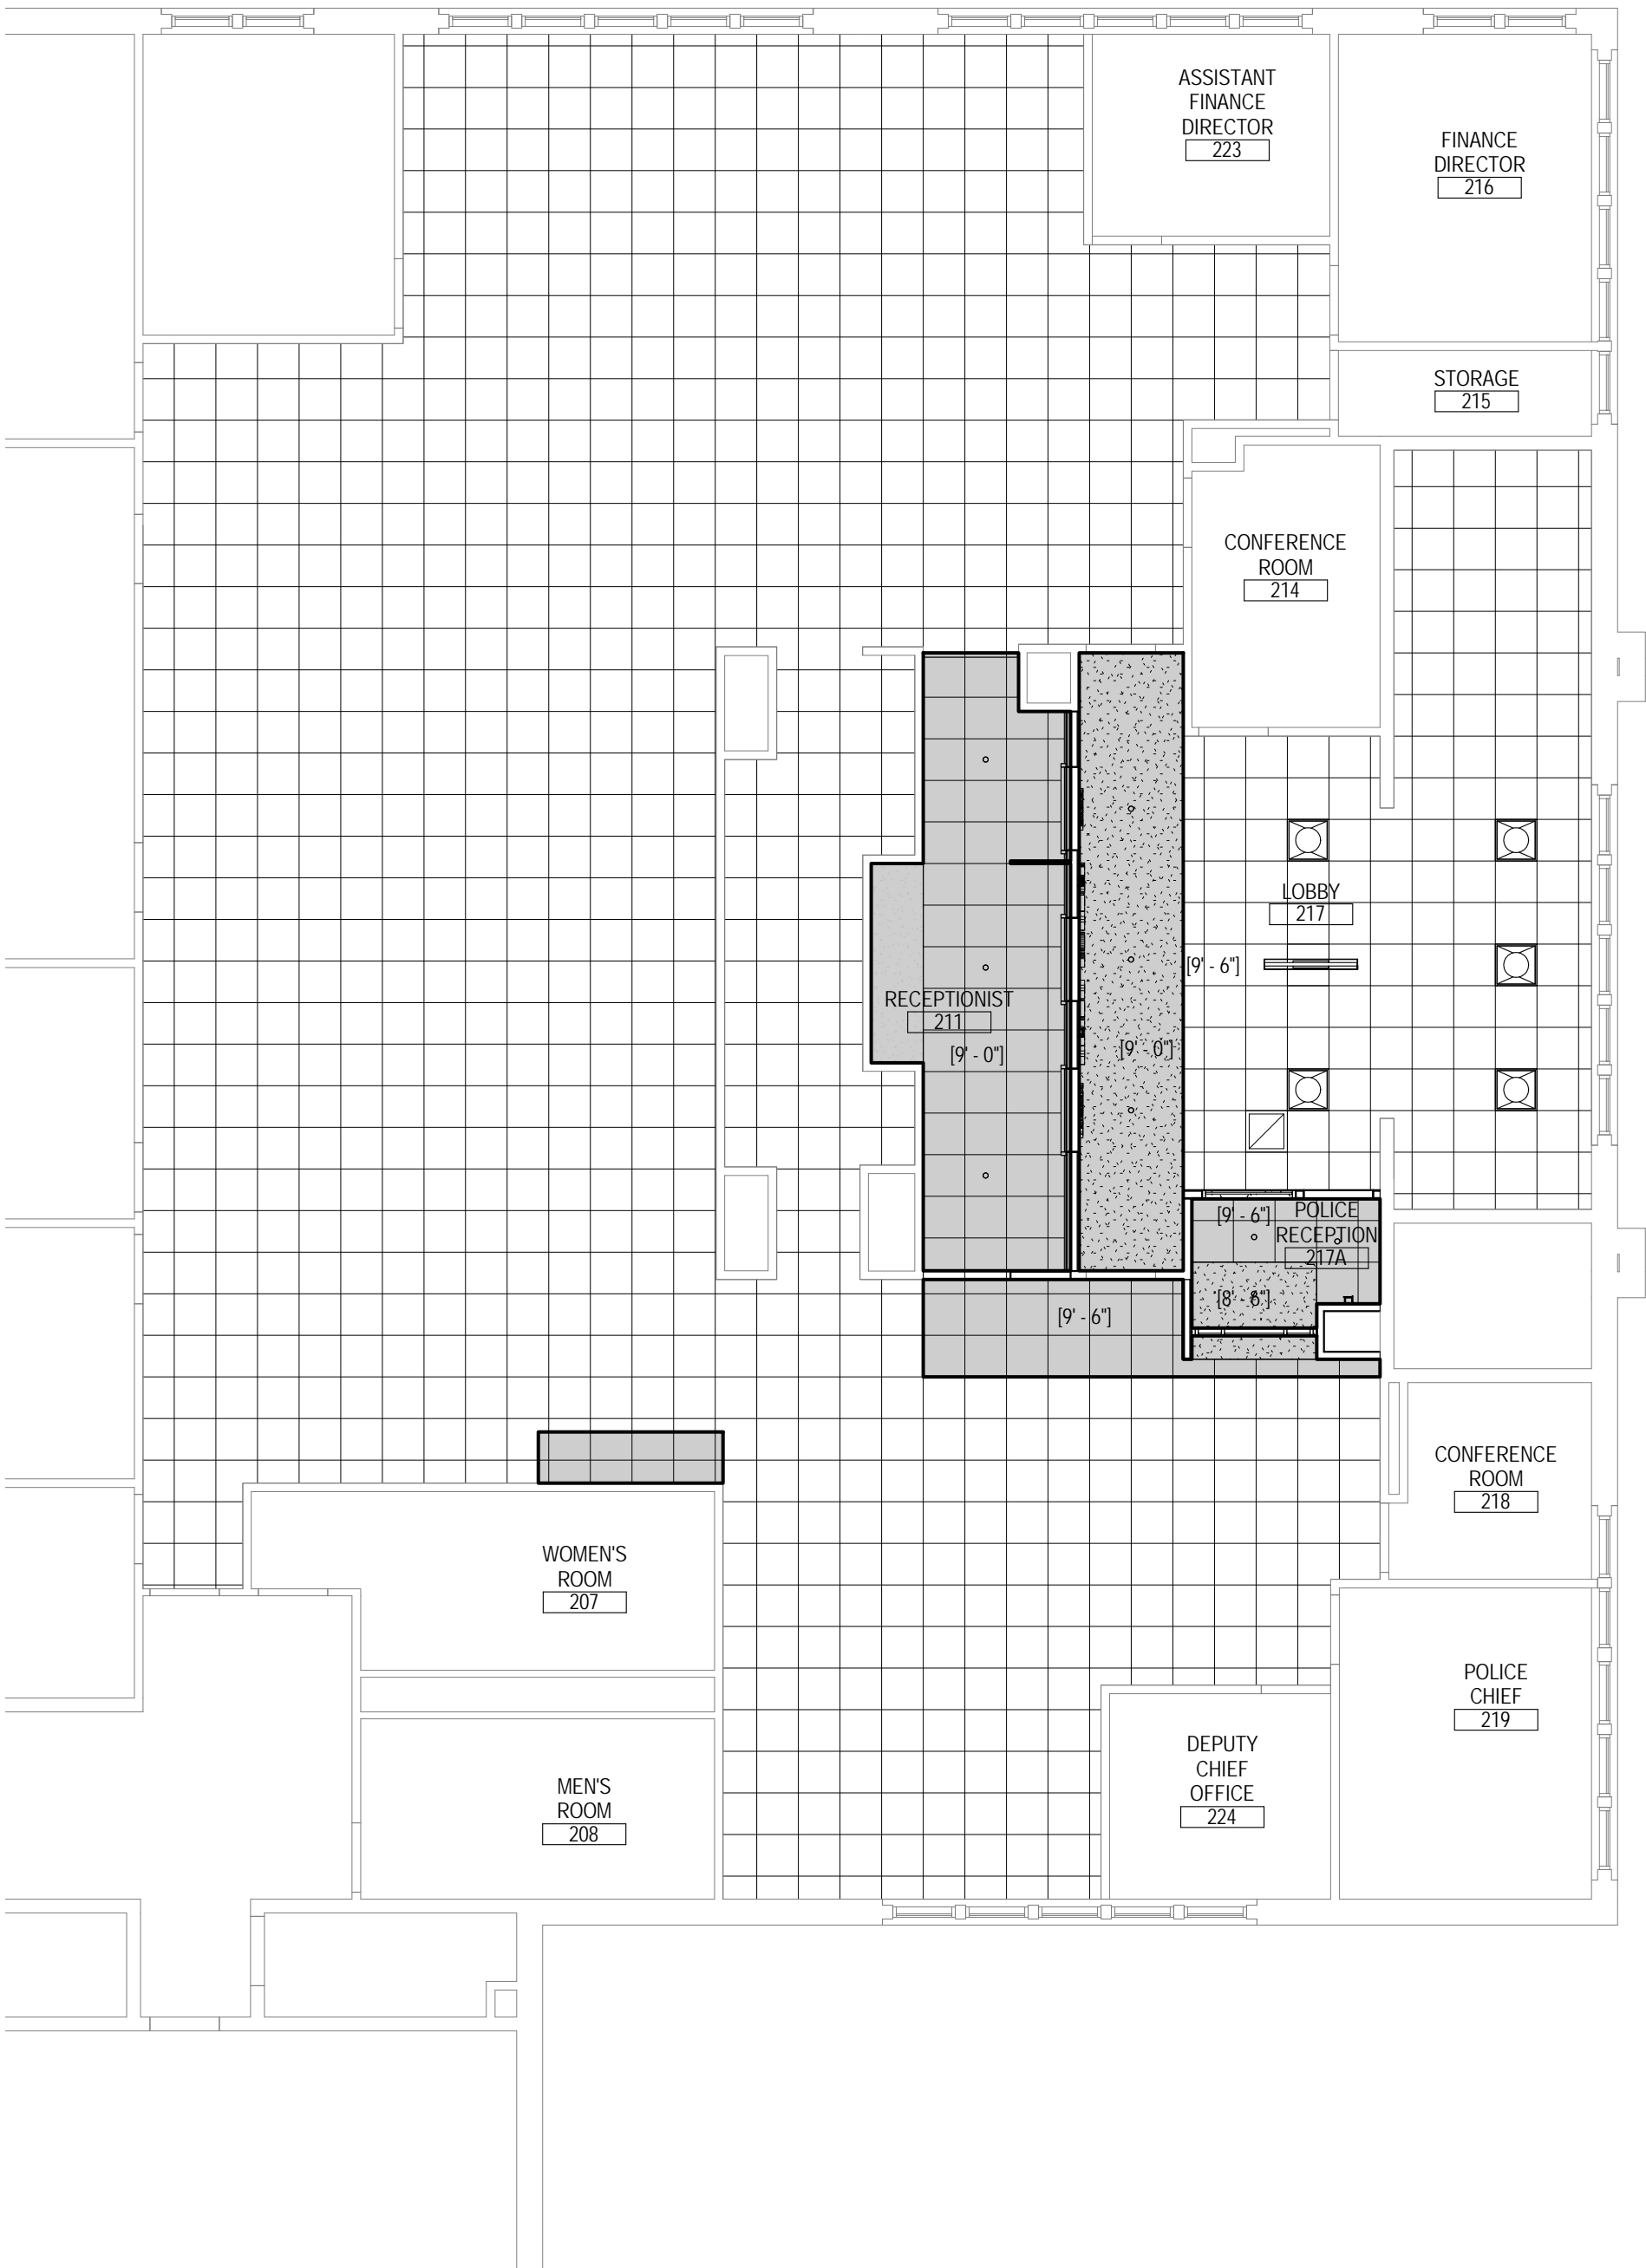 ASSISTANT
FINANCE
DIRECTOR
223
FINANCE
DIRECTOR
216
STORAGE
215
CONFERENCE
ROOM
214
LOBBY
217
[9' - 6"]
RECEPTIONIST
211
[9' - 0"]
[9' - 0"]
[9' - 6"]
POLICE
RECEPTION
217A
[8' - 6"]
[9' - 6"]
CONFERENCE
ROOM
218
WOMEN'S
ROOM
207
POLICE
CHIEF
219
DEPUTY
CHIEF
OFFICE
224
MEN'S
ROOM
208